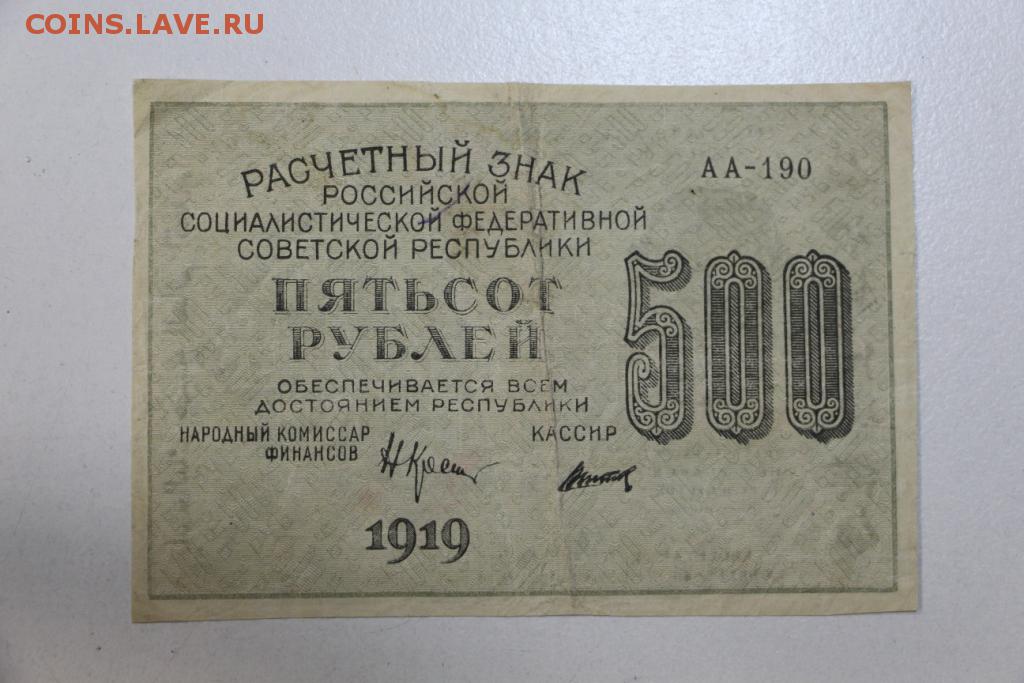 COINS.LAVE.RU
РАСЧЕТНЫЙ ЗНАК
РОССИЙСКОЙ
СОЦИАЛИСТИЧЕСКОЙ ФЕДЕРАТИВНОЙ
СОВЕТСКОЙ РЕСПУБЛИКИ
АА-190
ПЯТЬСОТ
РУБЛЕЙ
500
ОБЕСПЕЧИВАЕТСЯ ВСЕМ
ДОСТОЯНИЕМ РЕСПУБЛИКИ
НАРОДНЫЙ КОМИССАР
ФИНАНСОВ
КАССИР
1919